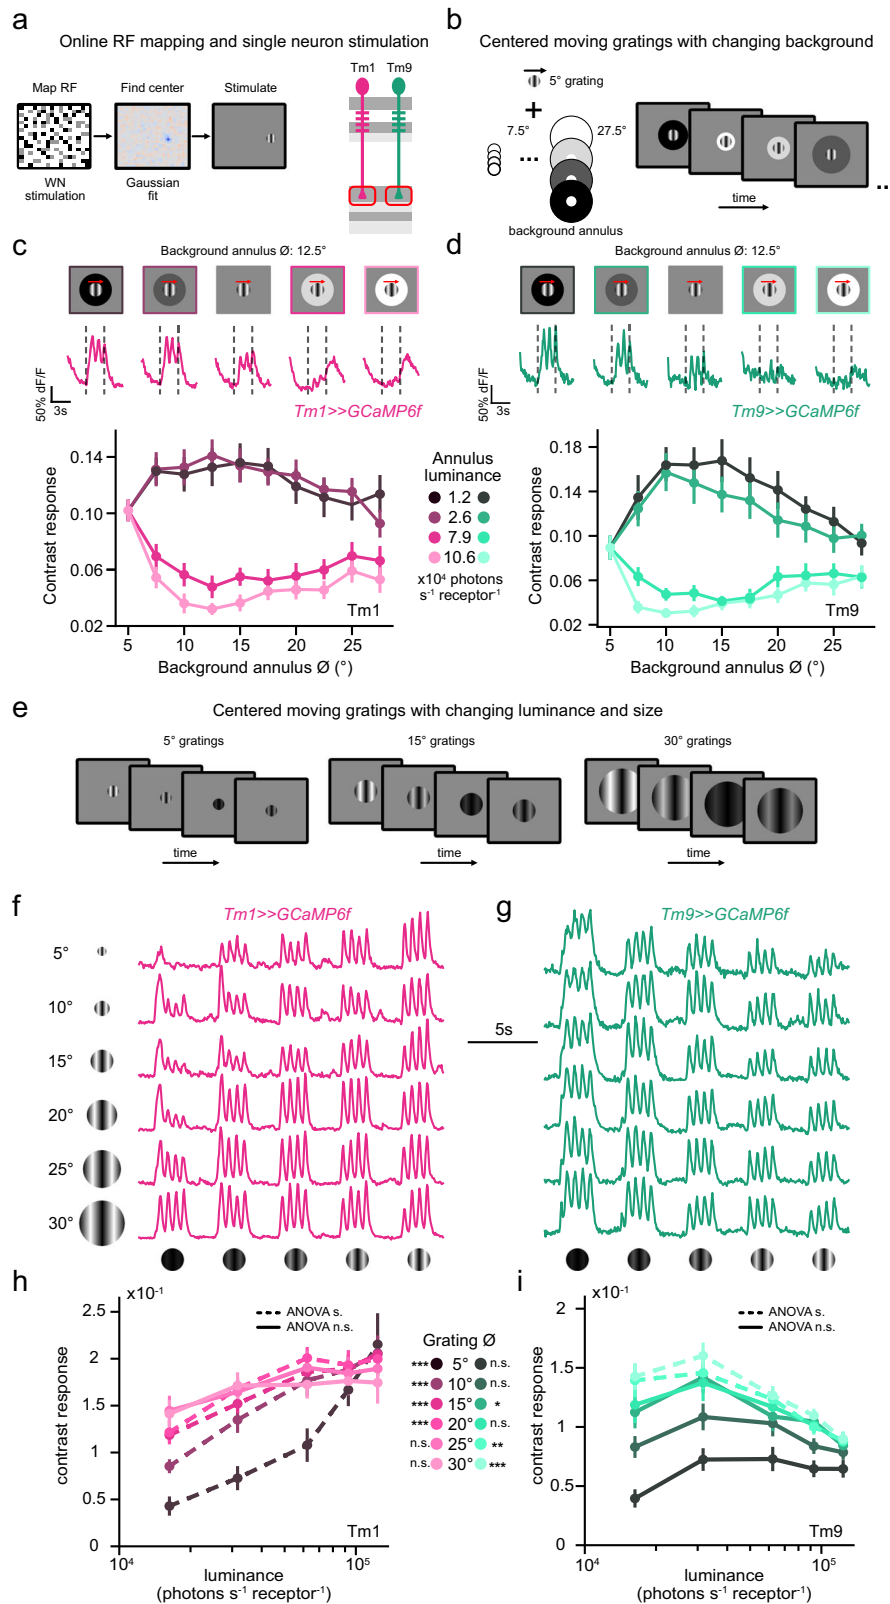 a
Online RF mapping and single neuron stimulation
Map RF
Find center
Stimulate
WN
stimulation
Gaussian
fit
Tm1
Tm9
b
Centered moving gratings with changing background
5° grating
+
7.5°
27.5°
...
background annulus
time
..
c
Background annulus Ø: 12.5°
50% dF/F
3s
Tm1>>GCaMP6f
Contrast response
0.14
0.10
0.06
0.02
5
10
15
20
25
Background annulus Ø (°)
Tm1
Annulus
luminance
1.2
2.6
7.9
10.6
x10⁴ photons
s⁻¹ receptor⁻¹
d
Background annulus Ø: 12.5°
50% dF/F
3s
Tm9>>GCaMP6f
Contrast response
0.18
0.14
0.10
0.06
0.02
5
10
15
20
25
Background annulus Ø (°)
Tm9
e
Centered moving gratings with changing luminance and size
5° gratings
15° gratings
30° gratings
time
time
time
f
Tm1>>GCaMP6f
5°
10°
15°
20°
25°
30°
g
Tm9>>GCaMP6f
5s
h
x10⁻¹
ANOVA s.
ANOVA n.s.
contrast response
2.5
2
1.5
1
0.5
0
10⁴
10⁵
luminance
(photons s⁻¹ receptor⁻¹)
Tm1
Grating Ø
*** 5° n.s.
*** 10° n.s.
*** 15° *
*** 20° n.s.
n.s. 25° **
n.s. 30° ***
i
x10⁻¹
ANOVA s.
ANOVA n.s.
contrast response
2
1
0
10⁴
10⁵
luminance
(photons s⁻¹ receptor⁻¹)
Tm9